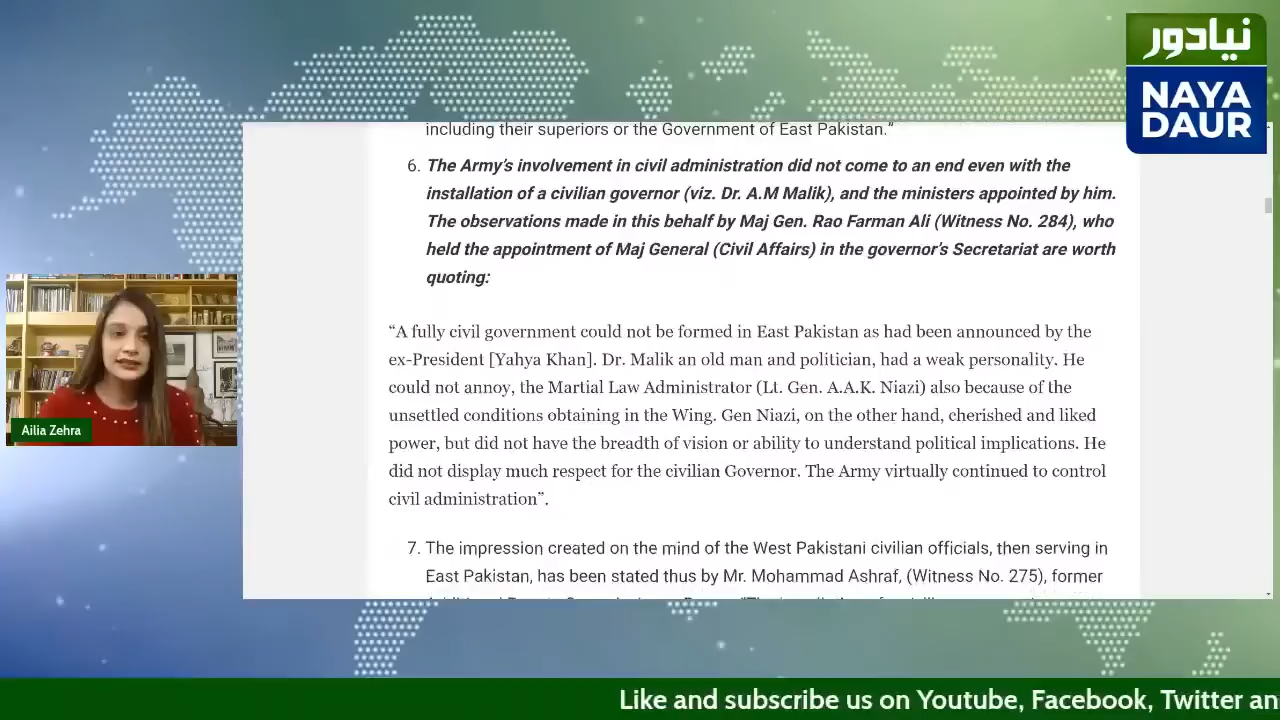 نیادور
NAYA
DAUR
including their superiors or the Government of East Pakistan.”
6. The Army’s involvement in civil administration did not come to an end even with the
installation of a civilian governor (viz. Dr. A.M Malik), and the ministers appointed by him.
The observations made in this behalf by Maj Gen. Rao Farman Ali (Witness No. 284), who
held the appointment of Maj General (Civil Affairs) in the governor’s Secretariat are worth
quoting:
“A fully civil government could not be formed in East Pakistan as had been announced by the
ex-President [Yahya Khan]. Dr. Malik an old man and politician, had a weak personality. He
could not annoy, the Martial Law Administrator (Lt. Gen. A.A.K. Niazi) also because of the
unsettled conditions obtaining in the Wing. Gen Niazi, on the other hand, cherished and liked
power, but did not have the breadth of vision or ability to understand political implications. He
did not display much respect for the civilian Governor. The Army virtually continued to control
civil administration”.
7. The impression created on the mind of the West Pakistani civilian officials, then serving in
East Pakistan, has been stated thus by Mr. Mohammad Ashraf, (Witness No. 275), former
Ailia Zehra
Like and subscribe us on Youtube, Facebook, Twitter an